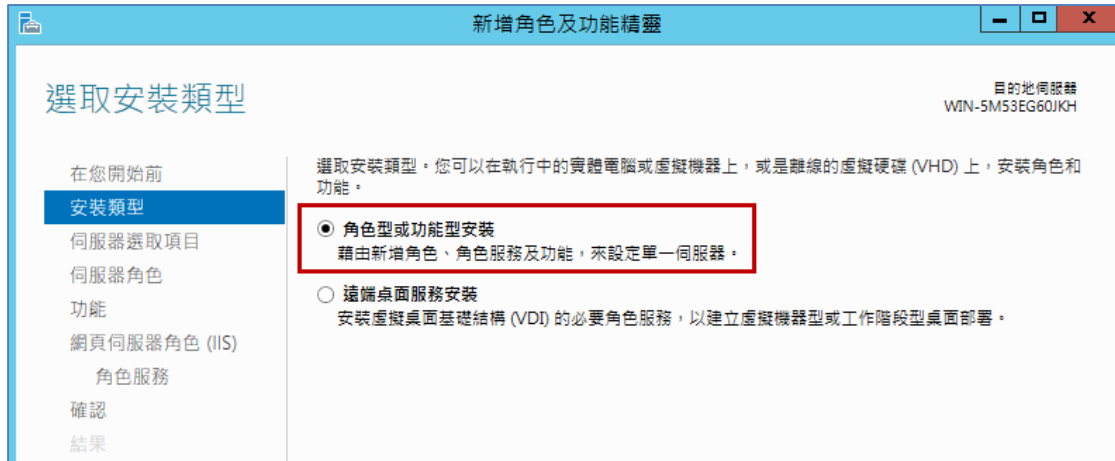 新增角色及功能精靈
選取安裝類型
目的地伺服器
WIN-5M53EG60JKH
在您開始前
安裝類型
伺服器選取項目
伺服器角色
功能
網頁伺服器角色 (IIS)
角色服務
確認
結果
選取安裝類型。您可以在執行中的實體電腦或虛擬機器上，或是離線的虛擬硬碟 (VHD) 上，安裝角色和
功能。
角色型或功能型安裝
藉由新增角色、角色服務及功能，來設定單一伺服器。
遠端桌面服務安裝
安裝虛擬桌面基礎結構 (VDI) 的必要角色服務，以建立虛擬機器型或工作階段型桌面部署。